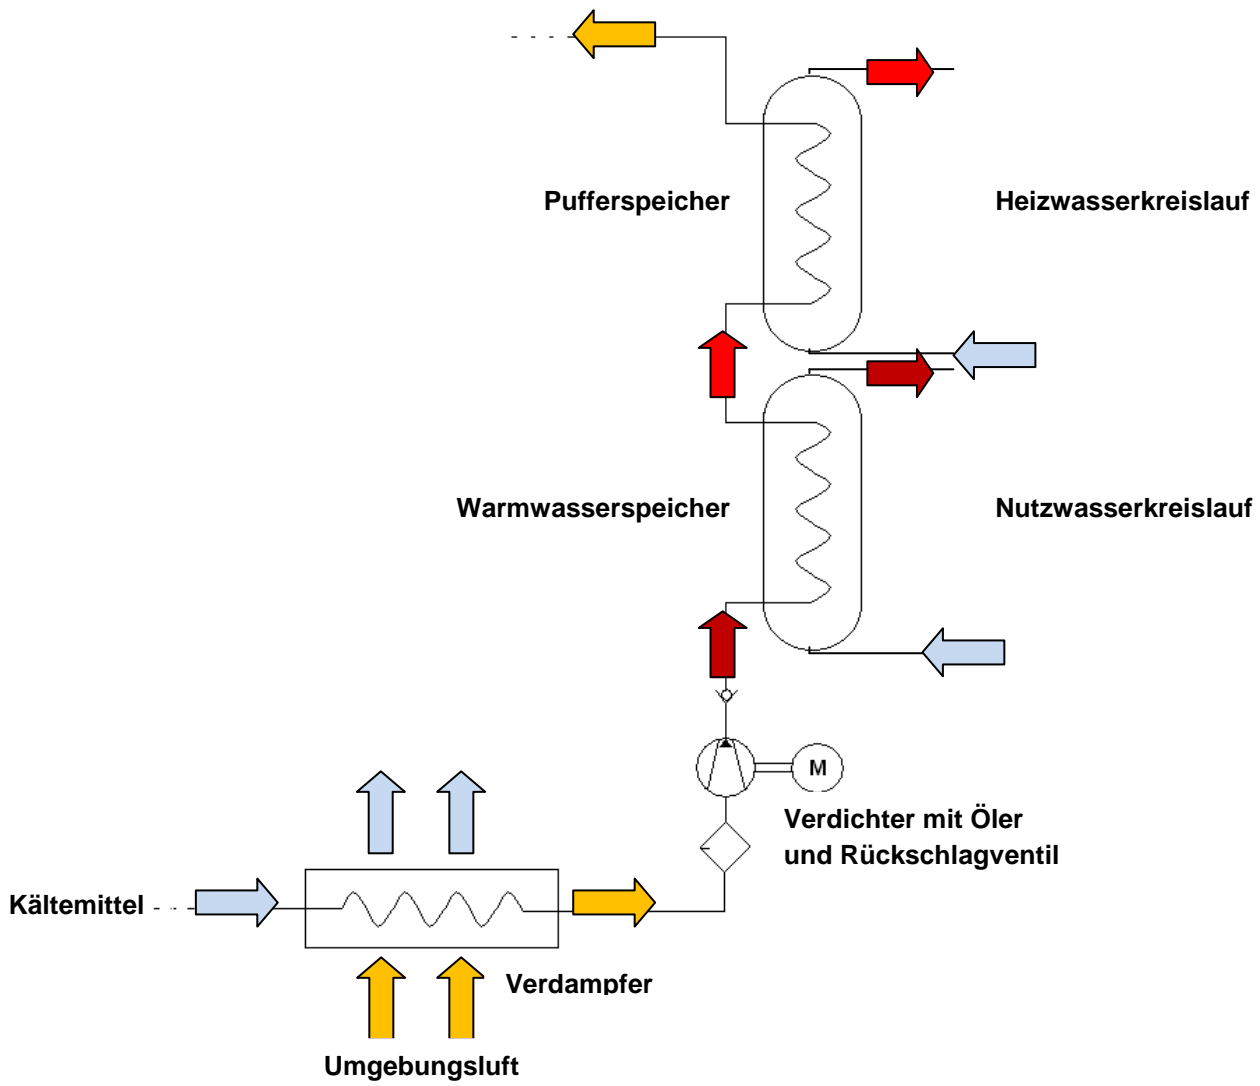 Pufferspeicher
Heizwasserkreislauf
Warmwasserspeicher
Nutzwasserkreislauf
M
Verdichter mit Öler
und Rückschlagventil
Kältemittel
Verdampfer
Umgebungsluft